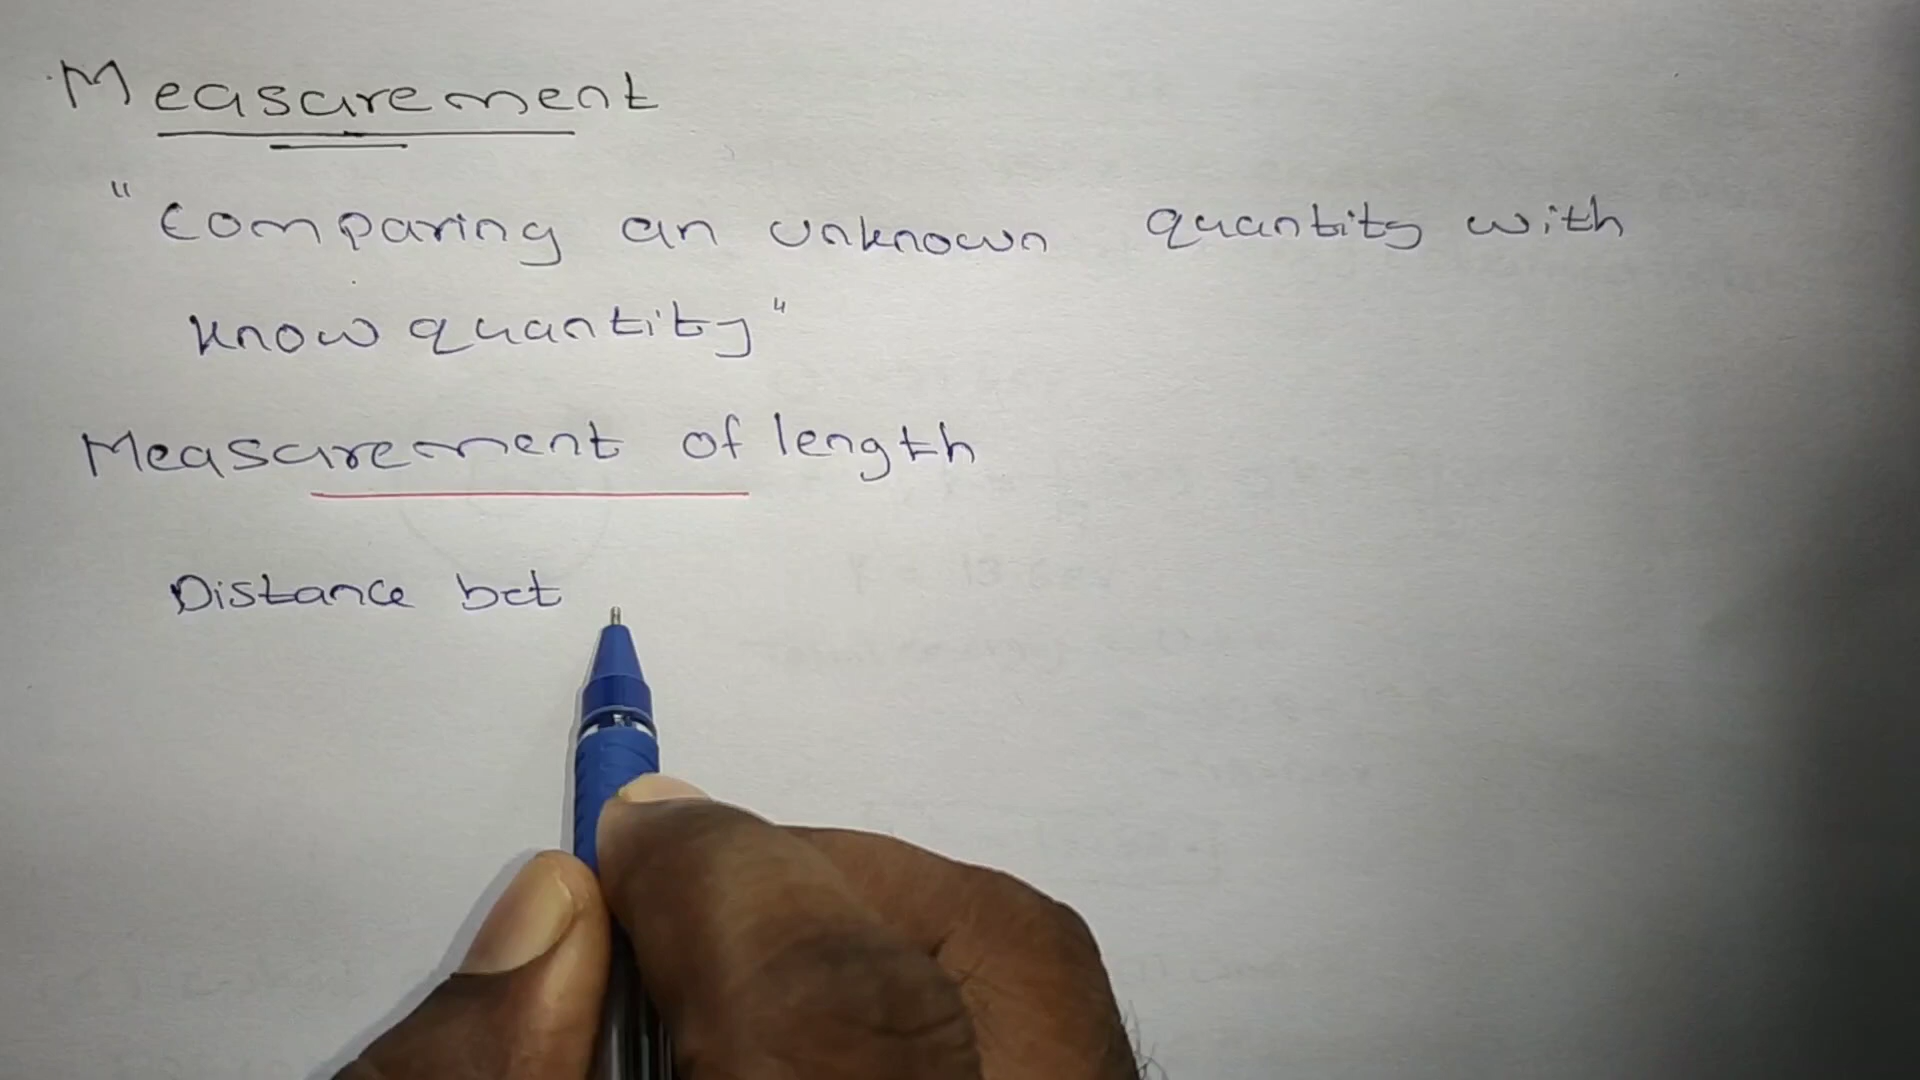 Measurement
"Comparing an unknown quantity with
know quantity"
Measurement of length
Distance bet